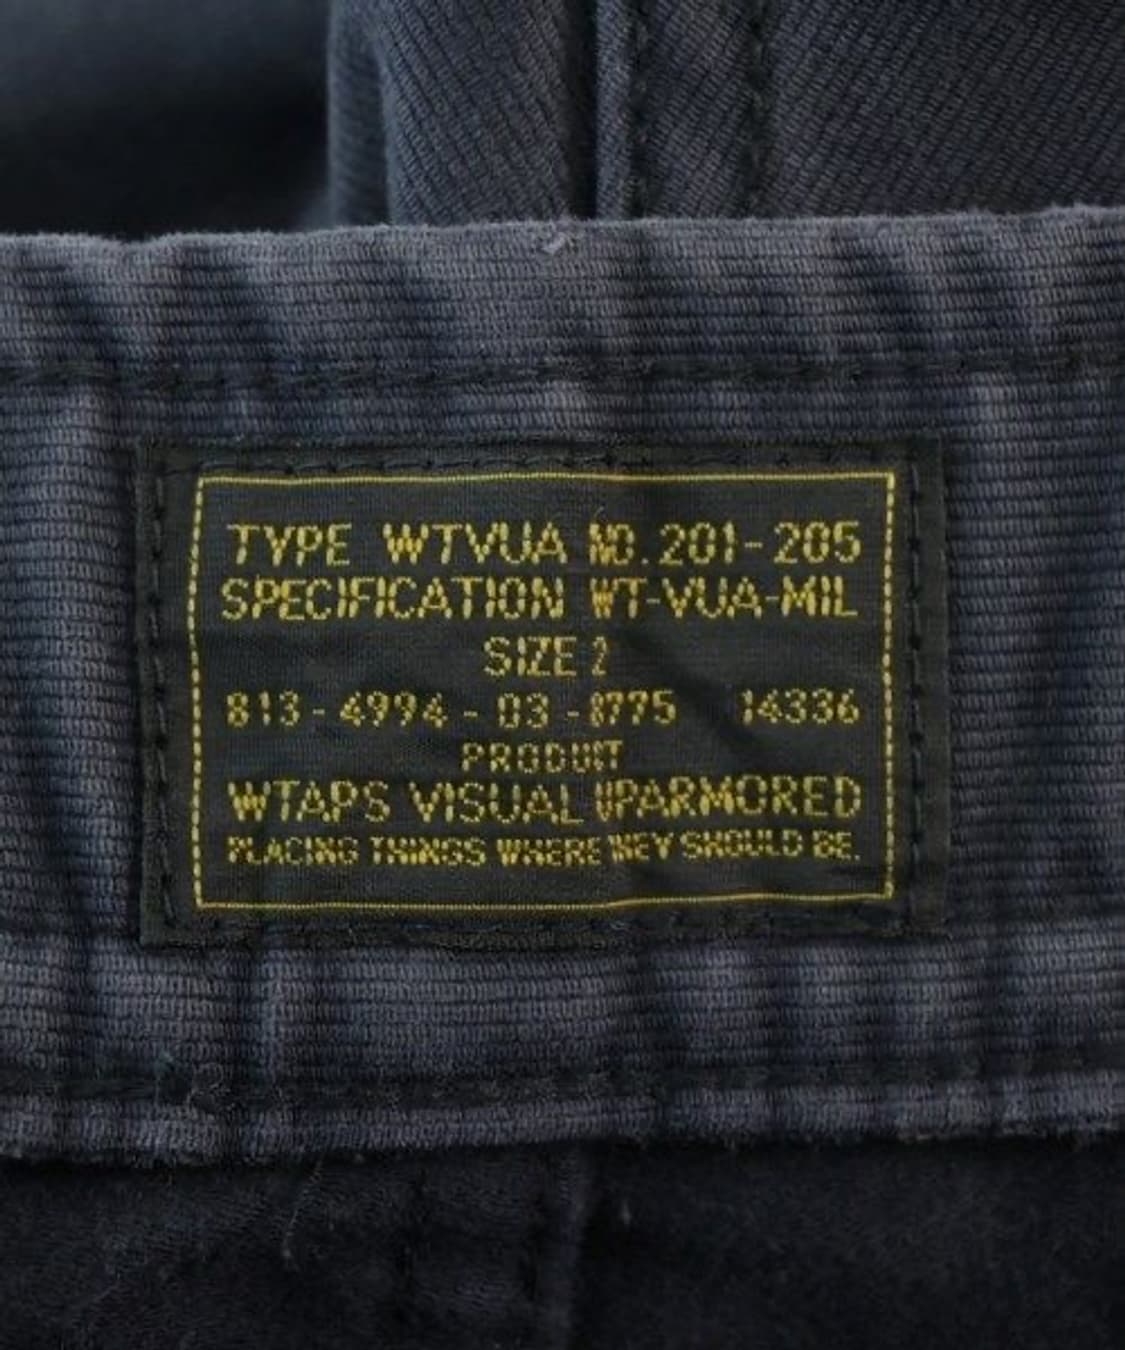 TYPE WTVUA NO. 201-205
SPECIFICATION WT-VUA-MIL
SIZE 2
813-4994-03-8775 14336
PRODUIT
WTAPS VISUAL UPARMORED
PLACING THINGS WHERE THEY SHOULD BE.